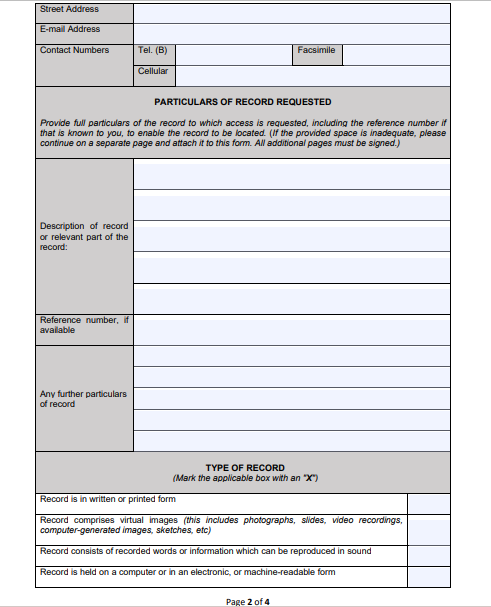 Street Address
E-mail Address
Contact Numbers
Tel. (B)
Facsimile
Cellular
PARTICULARS OF RECORD REQUESTED
Provide full particulars of the record to which access is requested, including the reference number if
that is known to you, to enable the record to be located. (If the provided space is inadequate, please
continue on a separate page and attach it to this form. All additional pages must be signed.)
Description of record
or relevant part of the
record:
Reference number, if
available
Any further particulars
of record
TYPE OF RECORD
(Mark the applicable box with an "X")
Record is in written or printed form
Record comprises virtual images (this includes photographs, slides, video recordings,
computer-generated images, sketches, etc)
Record consists of recorded words or information which can be reproduced in sound
Record is held on a computer or in an electronic, or machine-readable form
Page 2 of 4